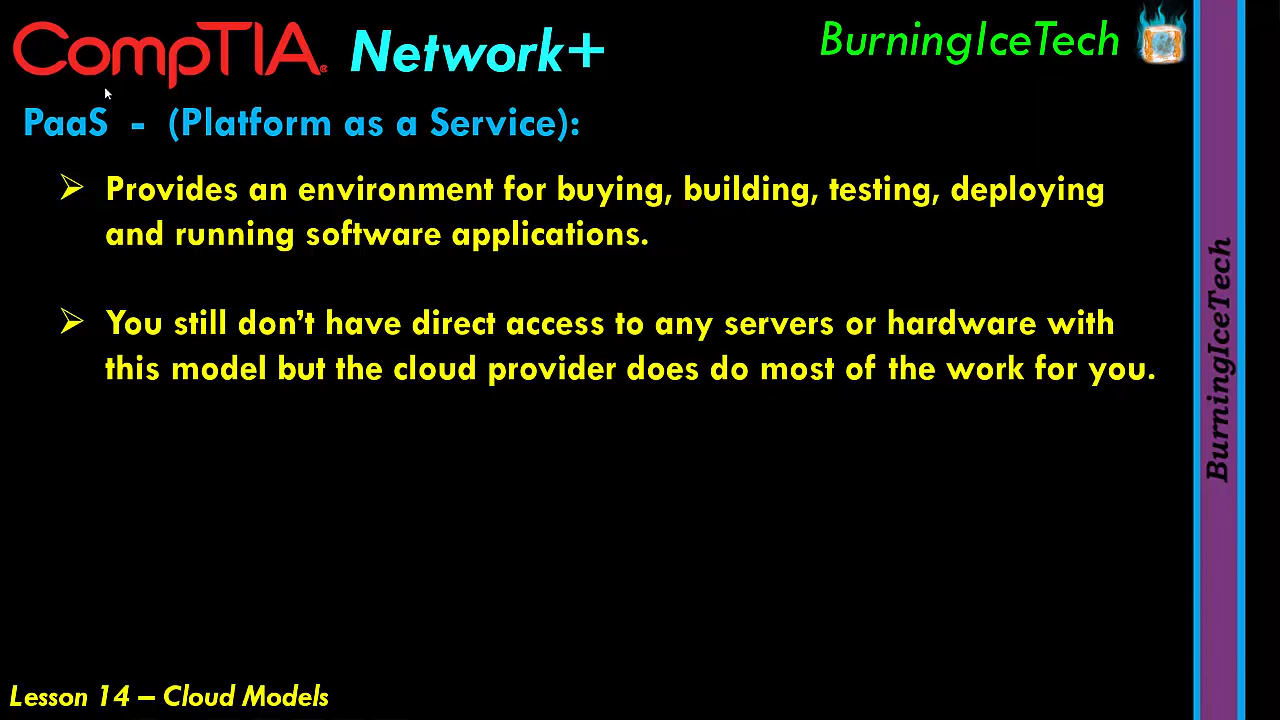 CompTIA® Network+
BurningIceTech
PaaS - (Platform as a Service):
Provides an environment for buying, building, testing, deploying
and running software applications.
You still don't have direct access to any servers or hardware with
this model but the cloud provider does do most of the work for you.
BurningIceTech
Lesson 14 – Cloud Models